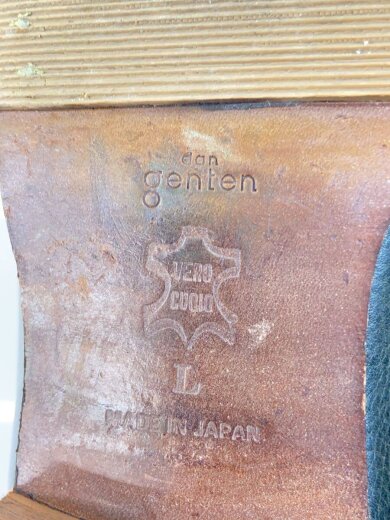 dan
genten
VERO
CUOIO
L
MADE IN JAPAN